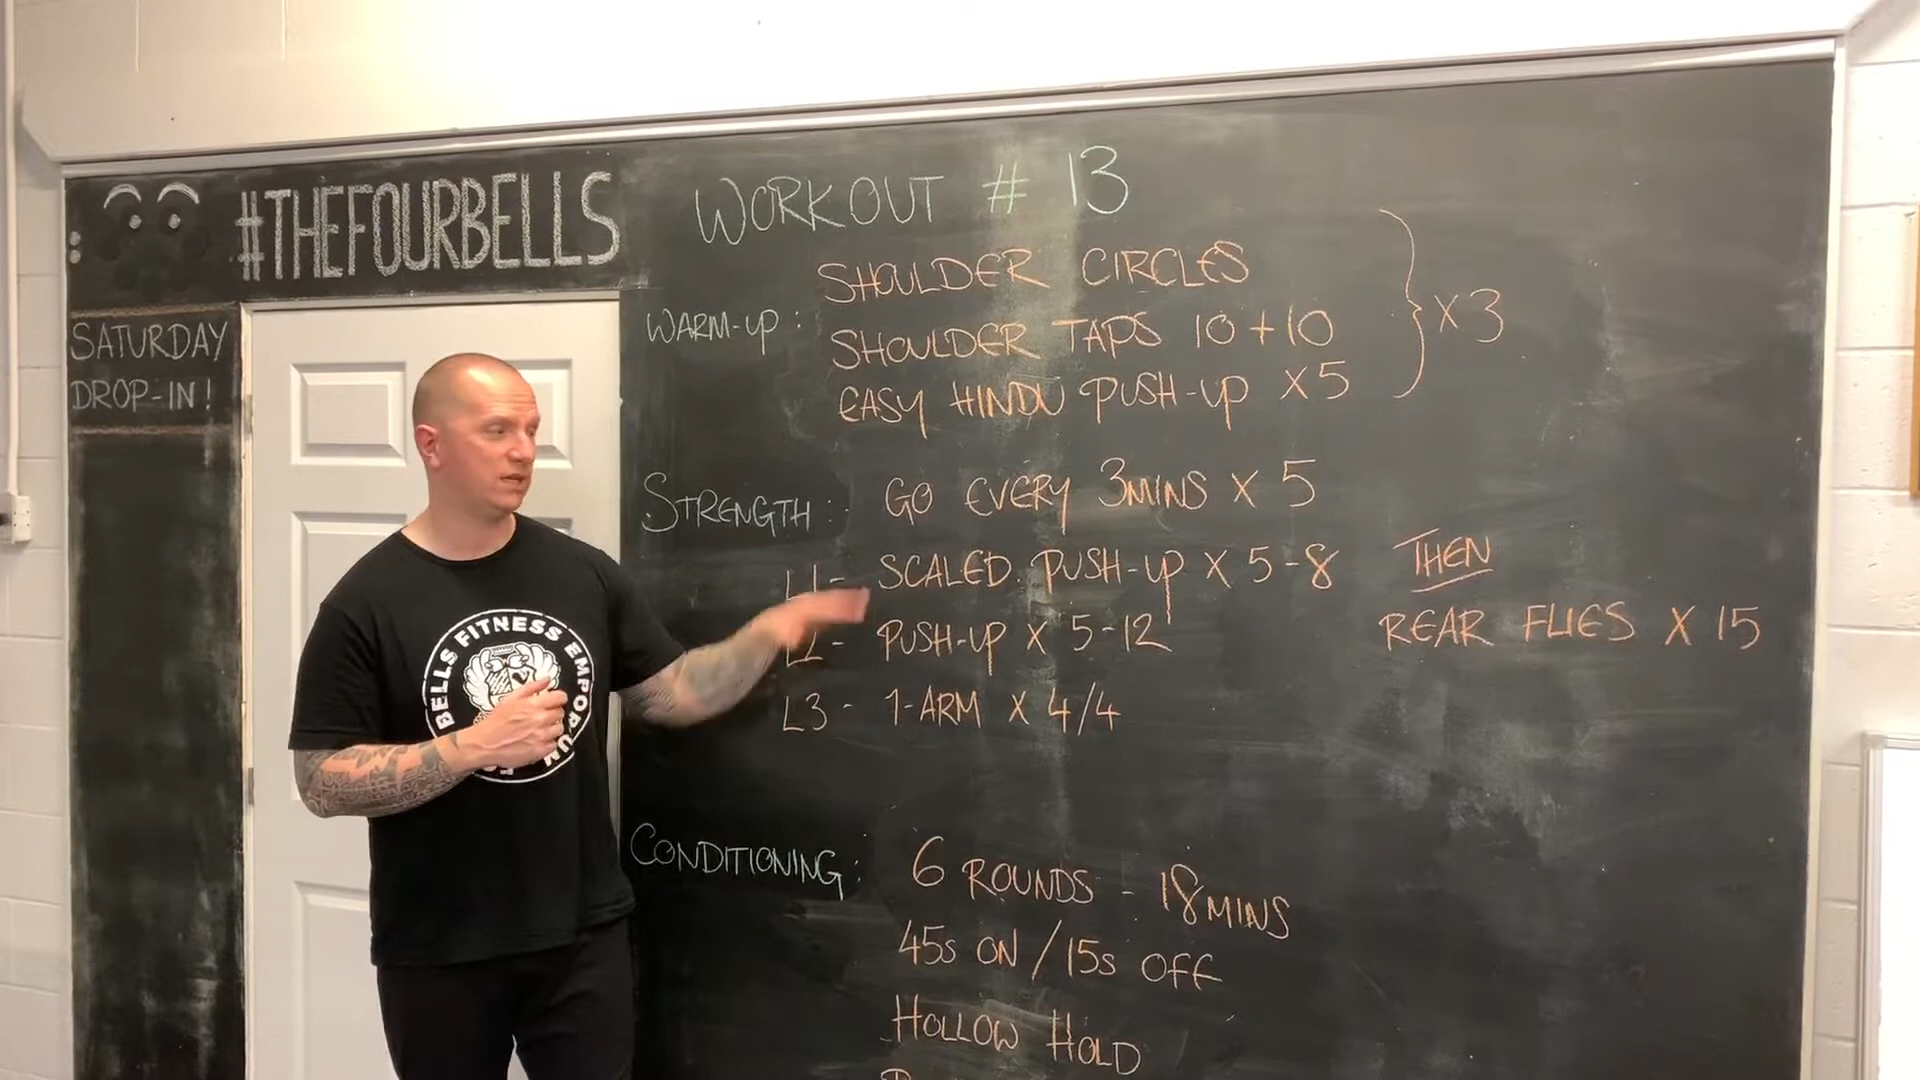 #THEFOURBELLS
SATURDAY
DROP-IN!
WORKOUT # 13
WARM-UP:
SHOULDER CIRCLES
SHOULDER TAPS 10+10
EASY HINDU PUSH-UP X5
} X3
STRENGTH:
GO EVERY 3MINS X 5
L1- SCALED PUSH-UP X 5-8
L2- PUSH-UP X 5-12
L3- 1-ARM X 4/4
THEN
REAR FLIES X 15
CONDITIONING:
6 ROUNDS - 18MINS
45s ON / 15s OFF
HOLLOW HOLD
BELLS FITNESS EMPORIUM